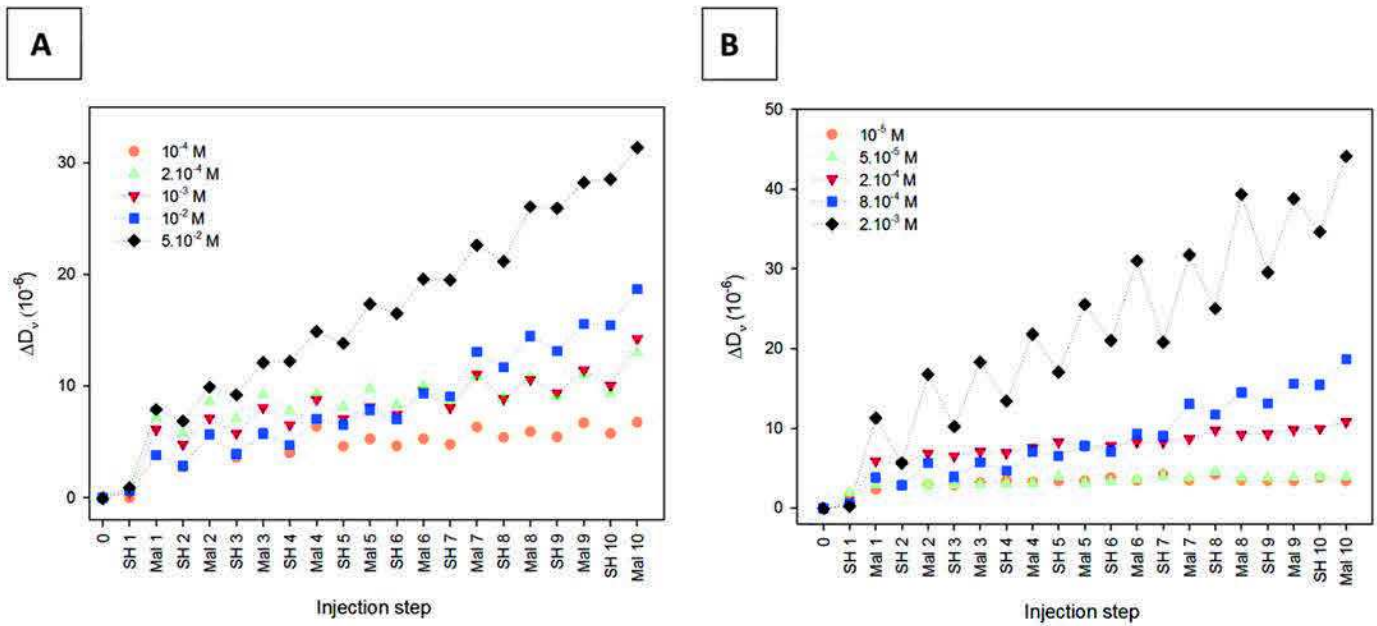 A
B
10⁻⁴ M
2.10⁻⁴ M
10⁻³ M
10⁻² M
5.10⁻² M
30
20
10
0
ΔDᵥ (10⁻⁶)
0
SH 1
Mal 1
SH 2
Mal 2
SH 3
Mal 3
SH 4
Mal 4
SH 5
Mal 5
SH 6
Mal 6
SH 7
Mal 7
SH 8
Mal 8
SH 9
Mal 9
SH 10
Mal 10
Injection step
10⁻⁵ M
5.10⁻⁵ M
2.10⁻⁴ M
8.10⁻⁴ M
2.10⁻³ M
50
40
30
20
10
0
ΔDᵥ (10⁻⁶)
0
SH 1
Mal 1
SH 2
Mal 2
SH 3
Mal 3
SH 4
Mal 4
SH 5
Mal 5
SH 6
Mal 6
SH 7
Mal 7
SH 8
Mal 8
SH 9
Mal 9
SH 10
Mal 10
Injection step